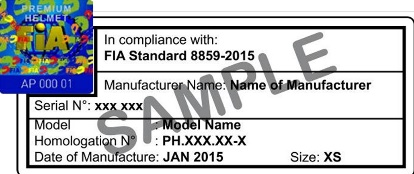 PREMIUM
HELMET
FiA
AP 000 01
In compliance with:
FIA Standard 8859-2015
Manufacturer Name: Name of Manufacturer
Serial N°: xxx xxx
SAMPLE
Model : Model Name
Homologation N° : PH.XXX.XX-X
Date of Manufacture: JAN 2015 Size: XS